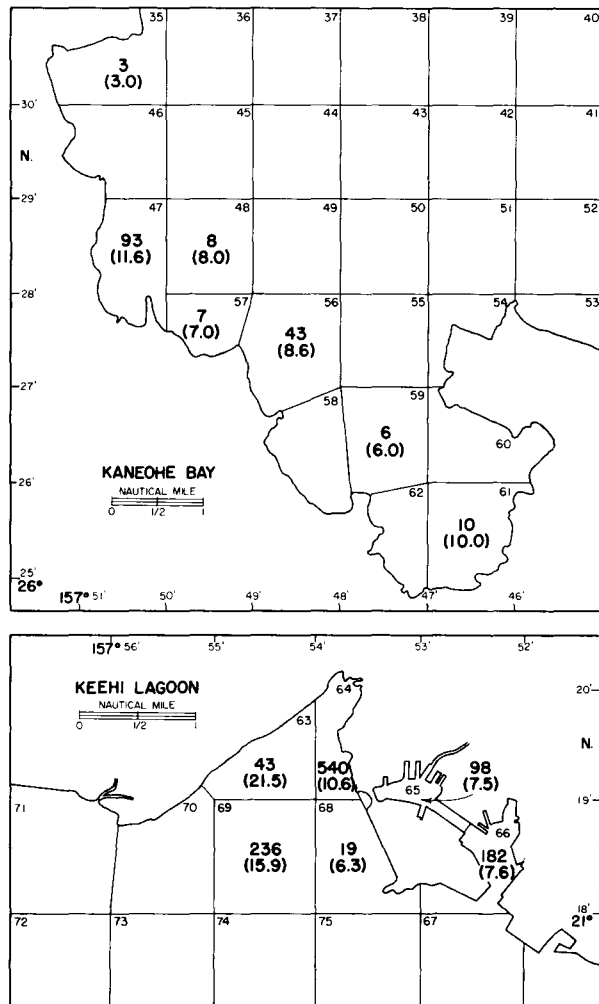 35 36 37 38 39 40
3
(3.0)
30' 46 45 44 43 42 41
N.
29' 47 48 49 50 51 52
93 8
(11.6) (8.0)
28' 57 56 55 54 53
7 43
(7.0) (8.6)
27' 58 59
6 60
(6.0)
26' 62 61
KANEOHE BAY
NAUTICAL MILE
0 1/2 1
10
(10.0)
25'
26°
157° 51' 50' 49' 48' 47' 46'
157° 56' 55' 54' 53' 52'
KEEHI LAGOON
NAUTICAL MILE
0 1/2 1
64 20'
63 N.
43 540 98
(21.5) (10.6) (7.5)
65
71 70 69 68 19'
66
236 19 182
(15.9) (6.3) (7.6)
18'
72 73 74 75 67 21°